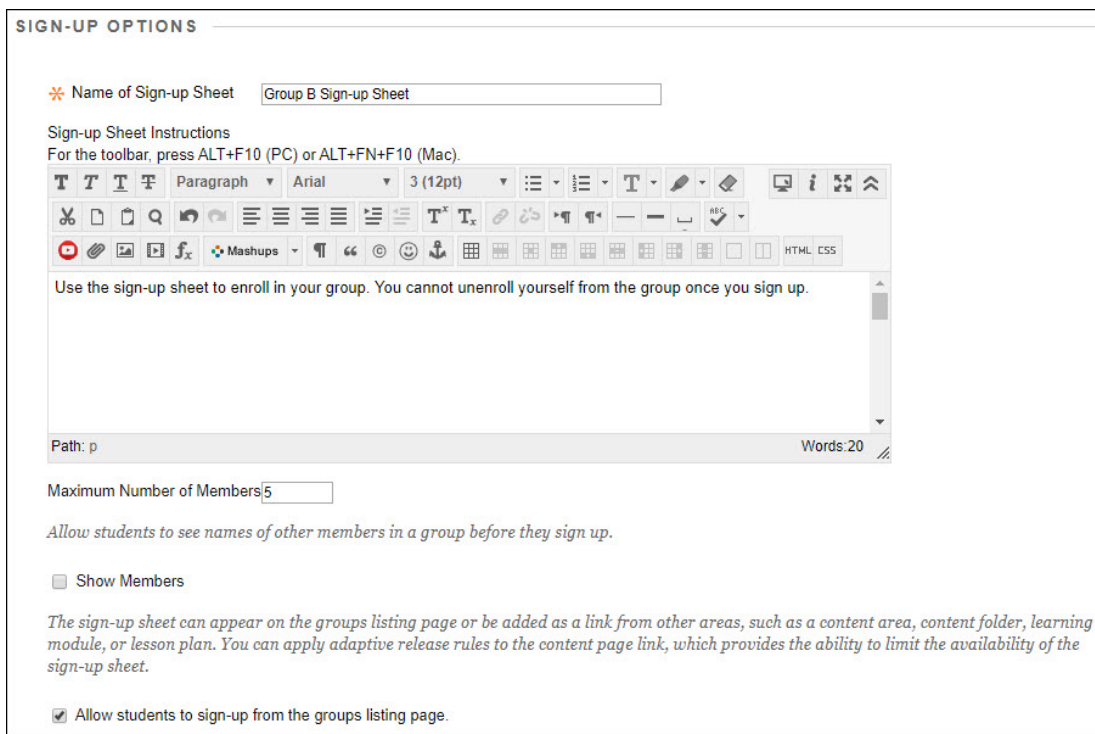 SIGN-UP OPTIONS
Name of Sign-up Sheet Group B Sign-up Sheet
Sign-up Sheet Instructions
For the toolbar, press ALT+F10 (PC) or ALT+FN+F10 (Mac).
T T T T Paragraph Arial 3 (12pt) T i
Tx Tx ABC
fx Mashups ¶ “ © HTML CSS
Use the sign-up sheet to enroll in your group. You cannot unenroll yourself from the group once you sign up.
Path: p Words:20
Maximum Number of Members 5
Allow students to see names of other members in a group before they sign up.
Show Members
The sign-up sheet can appear on the groups listing page or be added as a link from other areas, such as a content area, content folder, learning
module, or lesson plan. You can apply adaptive release rules to the content page link, which provides the ability to limit the availability of the
sign-up sheet.
Allow students to sign-up from the groups listing page.